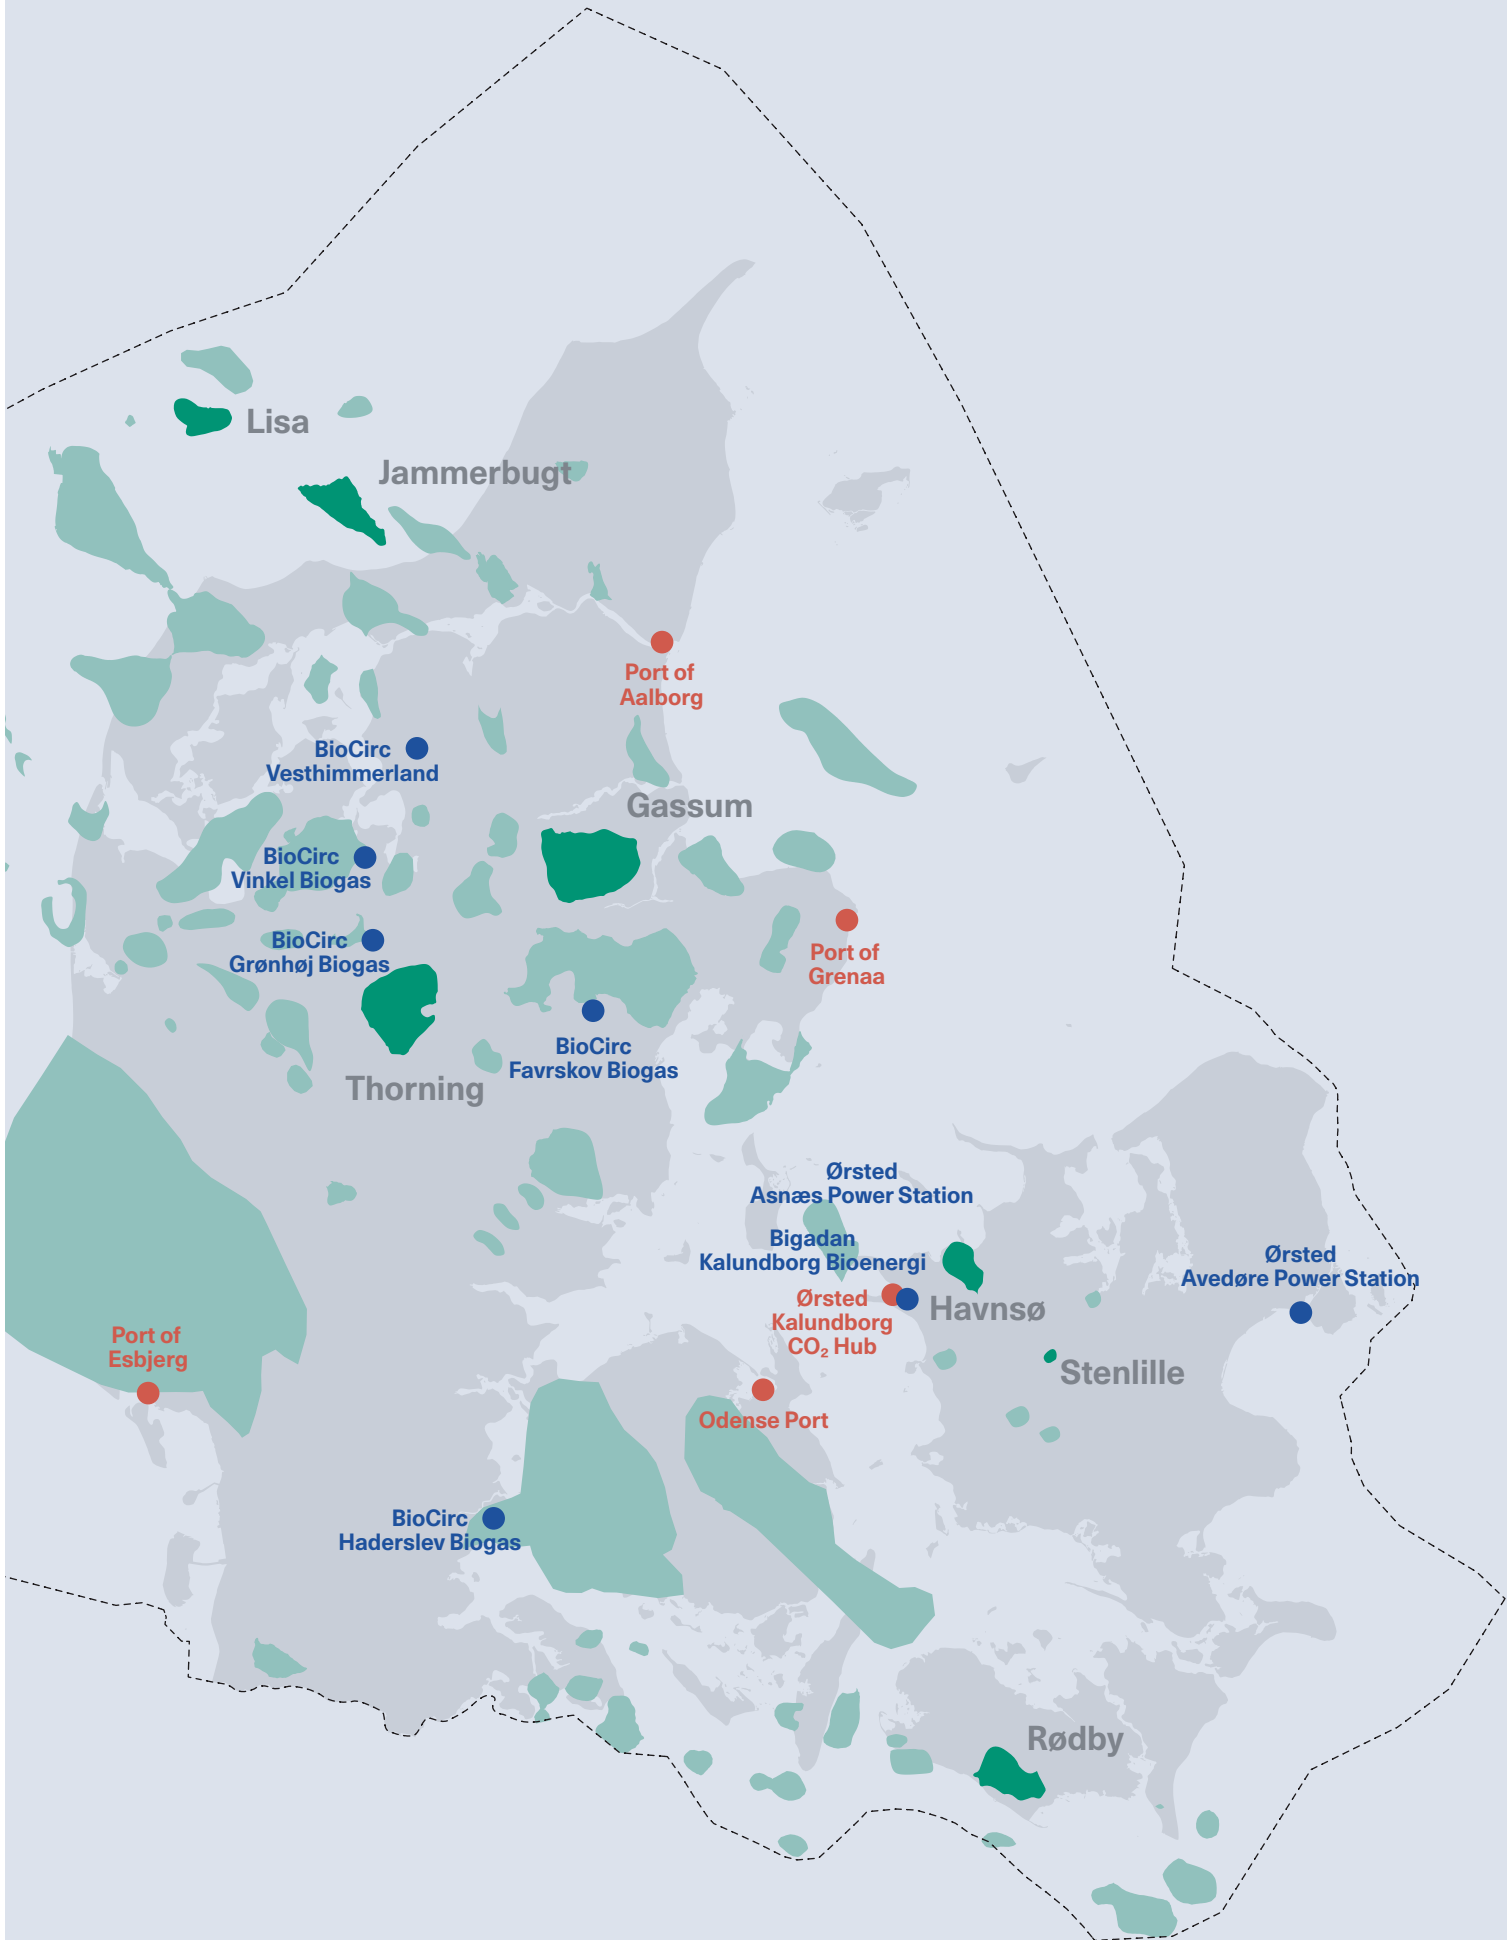 Lisa
Jammerbugt
Port of
Aalborg
BioCirc
Vesthimmerland
Gassum
BioCirc
Vinkel Biogas
BioCirc
Grønhøj Biogas
Port of
Grenaa
BioCirc
Favrskov Biogas
Thorning
Ørsted
Asnæs Power Station
Bigadan
Kalundborg Bioenergi
Ørsted
Avedøre Power Station
Ørsted
Kalundborg
CO₂ Hub
Havnsø
Port of
Esbjerg
Stenlille
Odense Port
BioCirc
Haderslev Biogas
Rødby